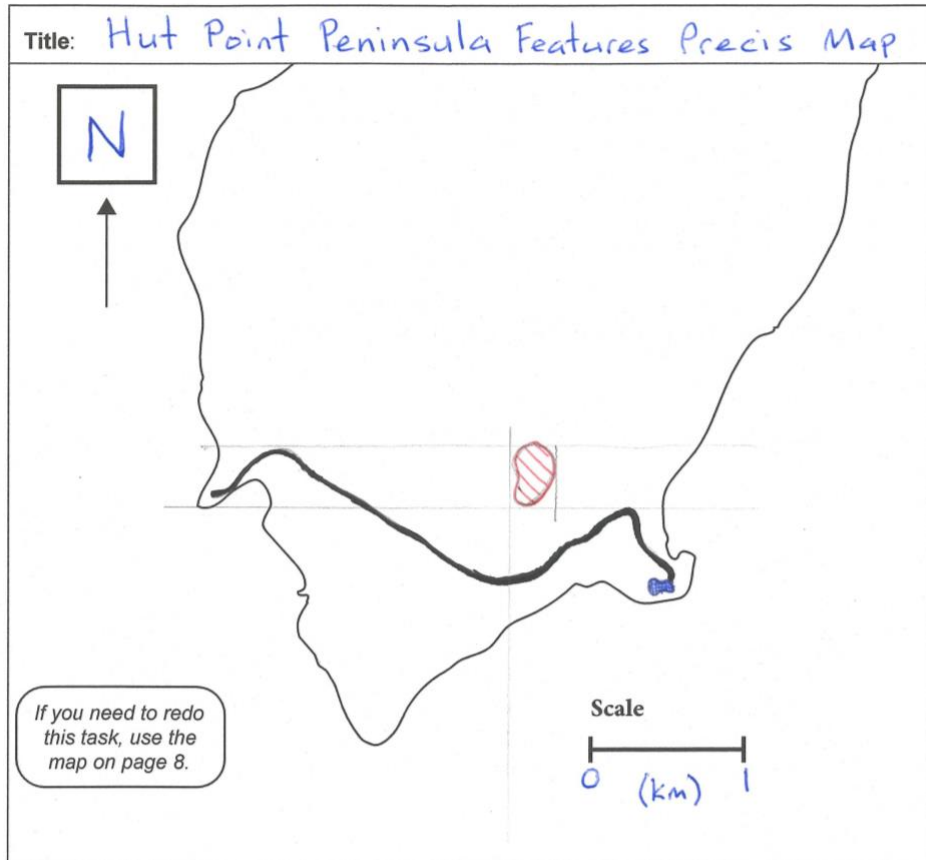 Title: Hut Point Peninsula Features Precis Map
N
If you need to redo
this task, use the
map on page 8.
Scale
0 (km) 1